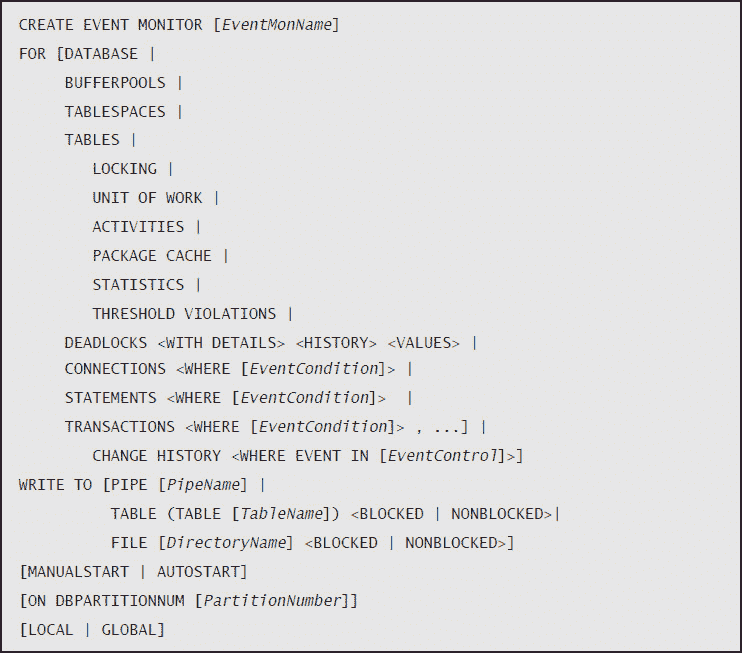 CREATE EVENT MONITOR [EventMonName]
FOR [DATABASE |
BUFFERPOOLS |
TABLESPACES |
TABLES |
LOCKING |
UNIT OF WORK |
ACTIVITIES |
PACKAGE CACHE |
STATISTICS |
THRESHOLD VIOLATIONS |
DEADLOCKS <WITH DETAILS> <HISTORY> <VALUES> |
CONNECTIONS <WHERE [EventCondition]> |
STATEMENTS <WHERE [EventCondition]> |
TRANSACTIONS <WHERE [EventCondition]> , ...] |
CHANGE HISTORY <WHERE EVENT IN [EventControl]>]
WRITE TO [PIPE [PipeName] |
TABLE (TABLE [TableName]) <BLOCKED | NONBLOCKED>|
FILE [DirectoryName] <BLOCKED | NONBLOCKED>]
[MANUALSTART | AUTOSTART]
[ON DBPARTITIONNUM [PartitionNumber]]
[LOCAL | GLOBAL]